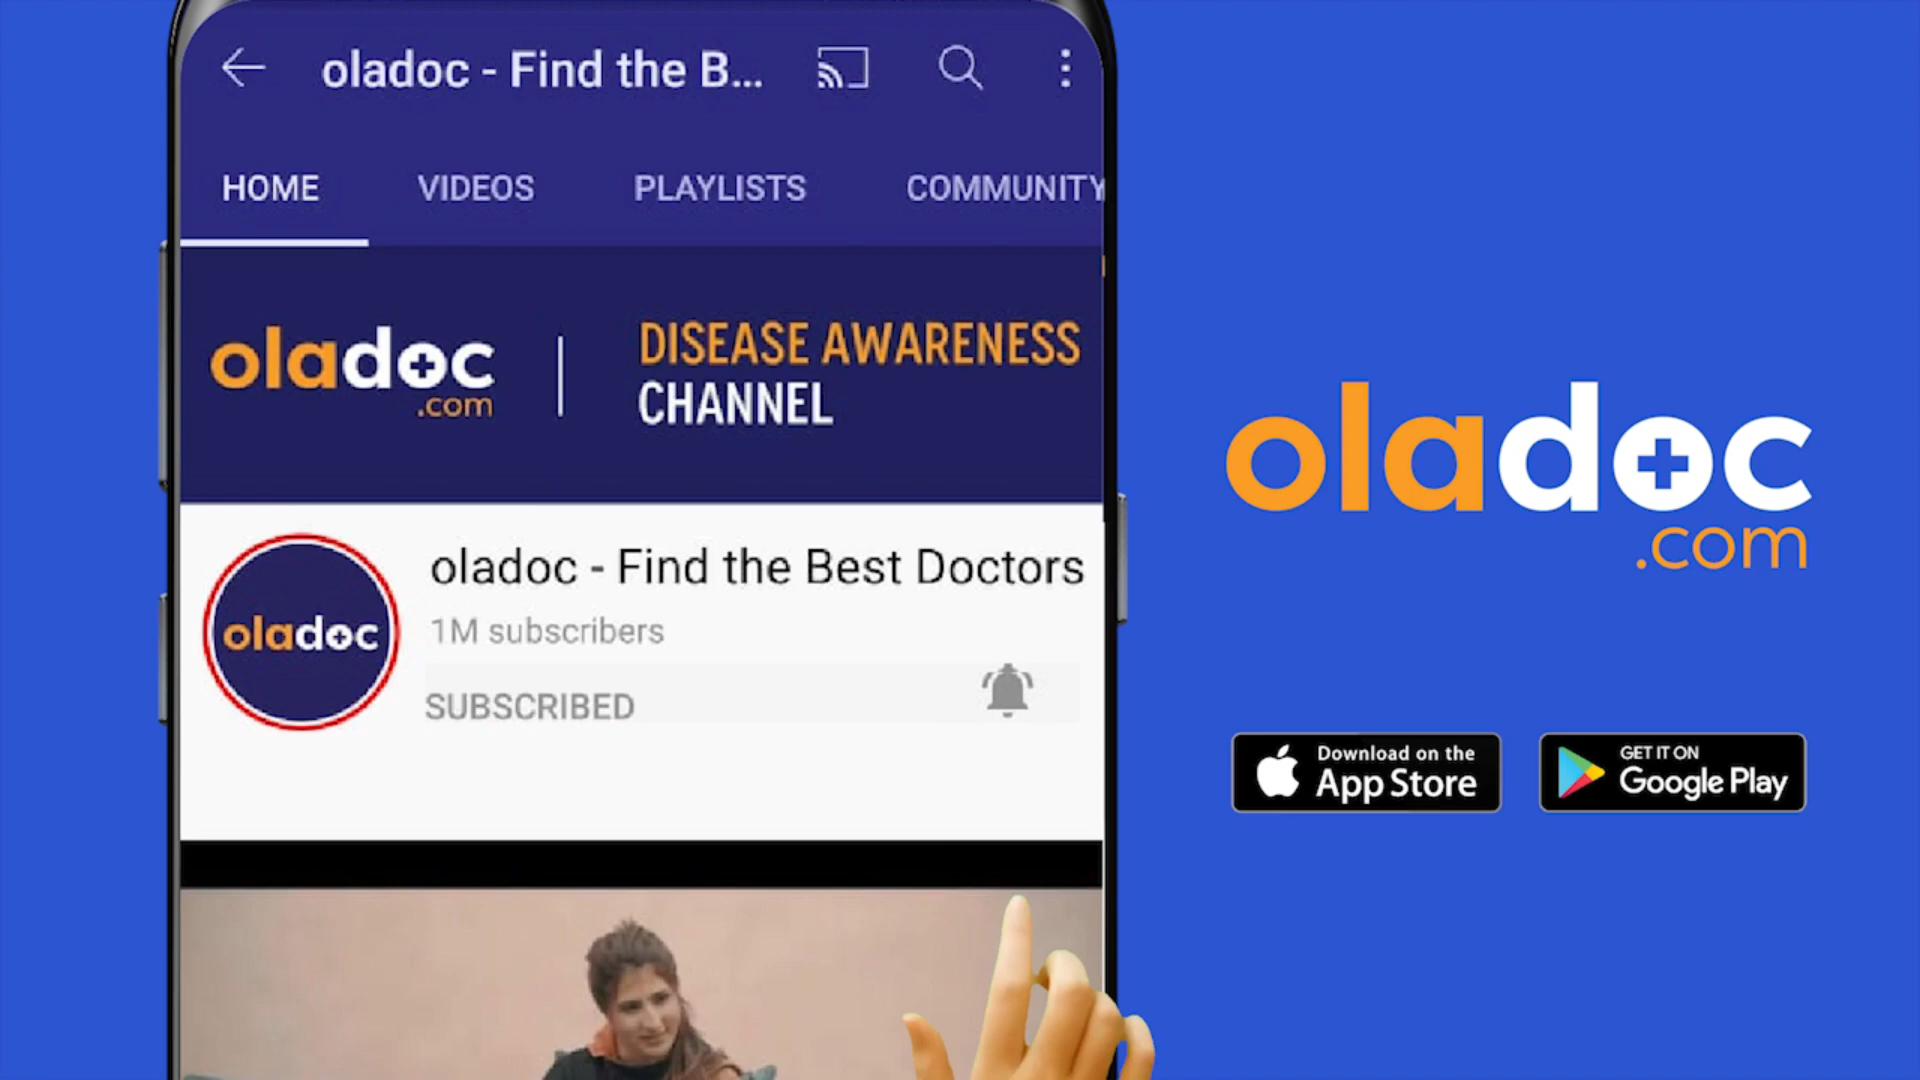 oladoc - Find the B...
HOME VIDEOS PLAYLISTS COMMUNITY
oladoc
.com
DISEASE AWARENESS
CHANNEL
oladoc
oladoc - Find the Best Doctors
1M subscribers
SUBSCRIBED
oladoc
.com
Download on the
App Store
GET IT ON
Google Play